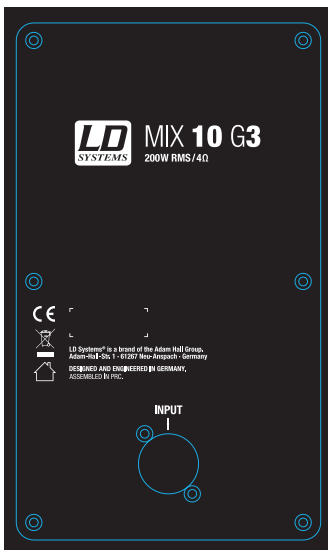 LD
SYSTEMS
MIX 10 G3
200W RMS/4Ω
CE
LD Systems® is a brand of the Adam Hall Group.
Adam-Hall-Str. 1 · 61267 Neu-Anspach · Germany
DESIGNED AND ENGINEERED IN GERMANY,
ASSEMBLED IN PRC.
INPUT